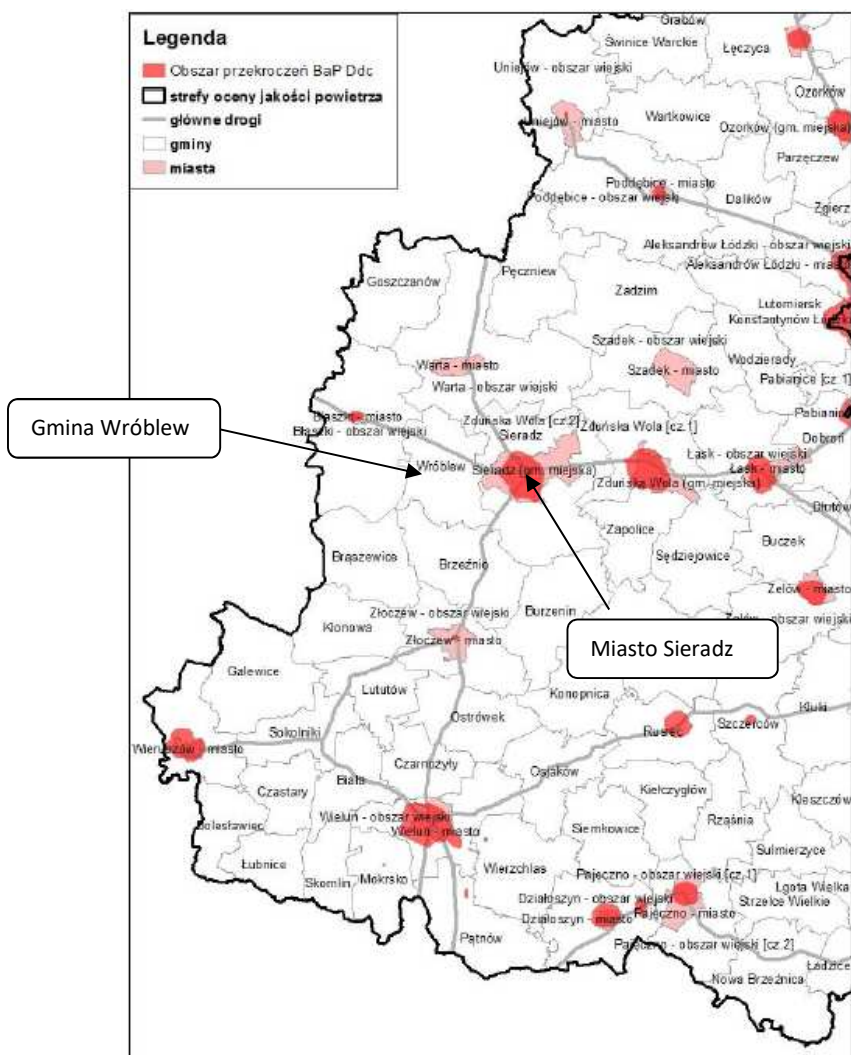 Legenda
Obszar przekroczeń BaP Ddc
strefy oceny jakości powietrza
główne drogi
gminy
miasta
Grabów
Świnice Warckie
Łęczyca
Uniejów - obszar wiejski
Ozorków
Uniejów - miasto
Wartkowice
Ozorków (gm. miejska)
Parzęczew
Poddębice - miasto
Poddębice - obszar wiejski
Dalików
Zgierz
Aleksandrów Łódzki - obszar wiejski
Aleksandrów Łódzki - miasto
Pęczniew
Goszczanów
Zadzim
Lutomiersk
Konstantynów Łódzki
Szadek - obszar wiejski
Wodzierady
Warta - miasto
Szadek - miasto
Warta - obszar wiejski
Pabianice [cz. 1]
Gmina Wróblew
Błaszki - miasto
Błaszki - obszar wiejski
Zduńska Wola [cz.2]
Sieradz
Zduńska Wola [cz.1]
Pabianice
Dobroń
Łask - obszar wiejski
Wróblew
Sieradz (gm. miejska)
Łask - miasto
Zduńska Wola (gm. miejska)
Dłutów
Zapolice
Buczek
Brąszewice
Brzeźnio
Sędziejowice
Zelów - miasto
Złoczew - obszar wiejski
Burzenin
Zelów - obszar wiejski
Klonowa
Złoczew - miasto
Miasto Sieradz
Galewice
Lututów
Konopnica
Ostrówek
Kluki
Sokolniki
Rusiec
Szczerców
Wieruszów - miasto
Czarnożyły
Biała
Osjaków
Czastary
Kiełczygłów
Kleszczów
Rząśnia
Bolesławiec
Wieluń - obszar wiejski
Wieluń - miasto
Siemkowice
Sulmierzyce
Łubnice
Skomlin
Mokrsko
Wierzchlas
Pajęczno - obszar wiejski [cz. 1]
Działoszyn - obszar wiejski
Lgota Wielka
Strzelce Wielkie
Działoszyn - miasto
Pajęczno - miasto
Pątnów
Pajęczno - obszar wiejski [cz.2]
Ładzice
Nowa Brzeźnica